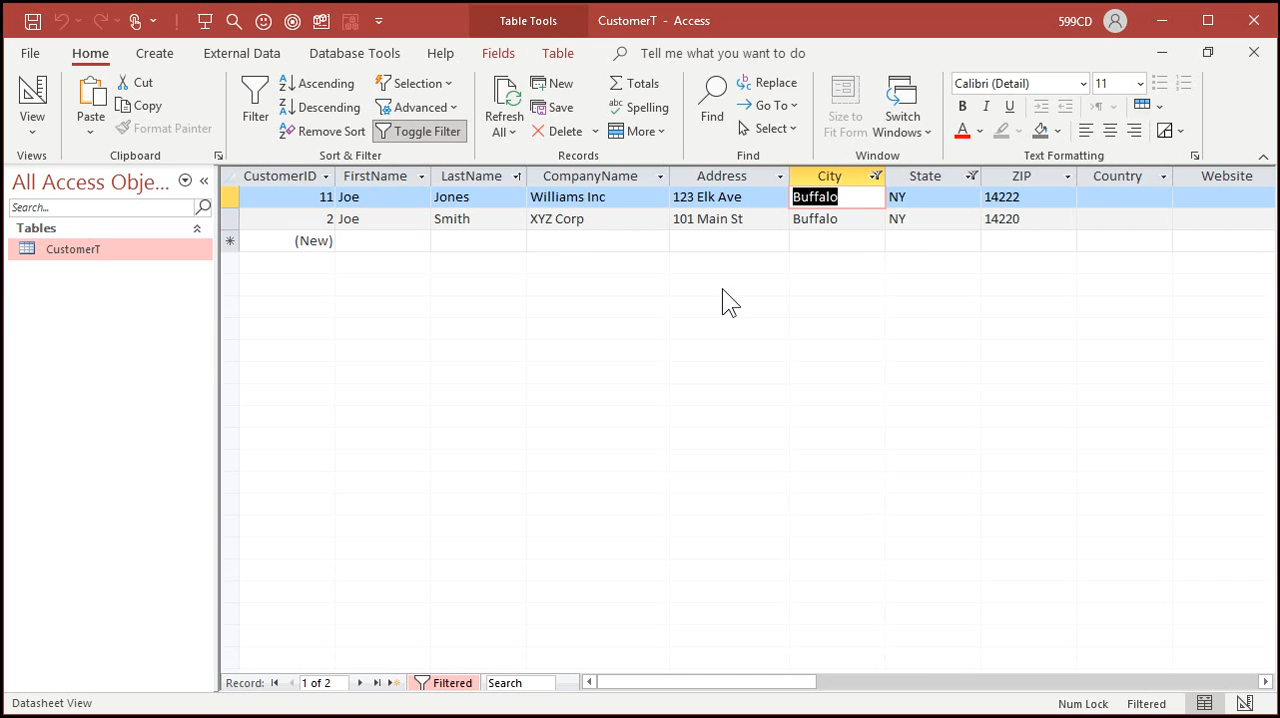 Table Tools
CustomerT - Access
599CD
File Home Create External Data Database Tools Help Fields Table Tell me what you want to do
View
Views
Paste
Cut
Copy
Format Painter
Clipboard
Filter
Ascending
Descending
Remove Sort
Selection
Advanced
Toggle Filter
Sort & Filter
Refresh
All
New
Save
Delete
Totals
Spelling
More
Records
Find
Replace
Go To
Select
Find
Size to
Fit Form
Switch
Windows
Window
Calibri (Detail) 11
B I U
A
Text Formatting
All Access Obje...
Search...
Tables
CustomerT
CustomerID FirstName LastName CompanyName Address City State ZIP Country Website
11 Joe Jones Williams Inc 123 Elk Ave Buffalo NY 14222
2 Joe Smith XYZ Corp 101 Main St Buffalo NY 14220
(New)
Record: 1 of 2 Filtered Search
Datasheet View Num Lock Filtered